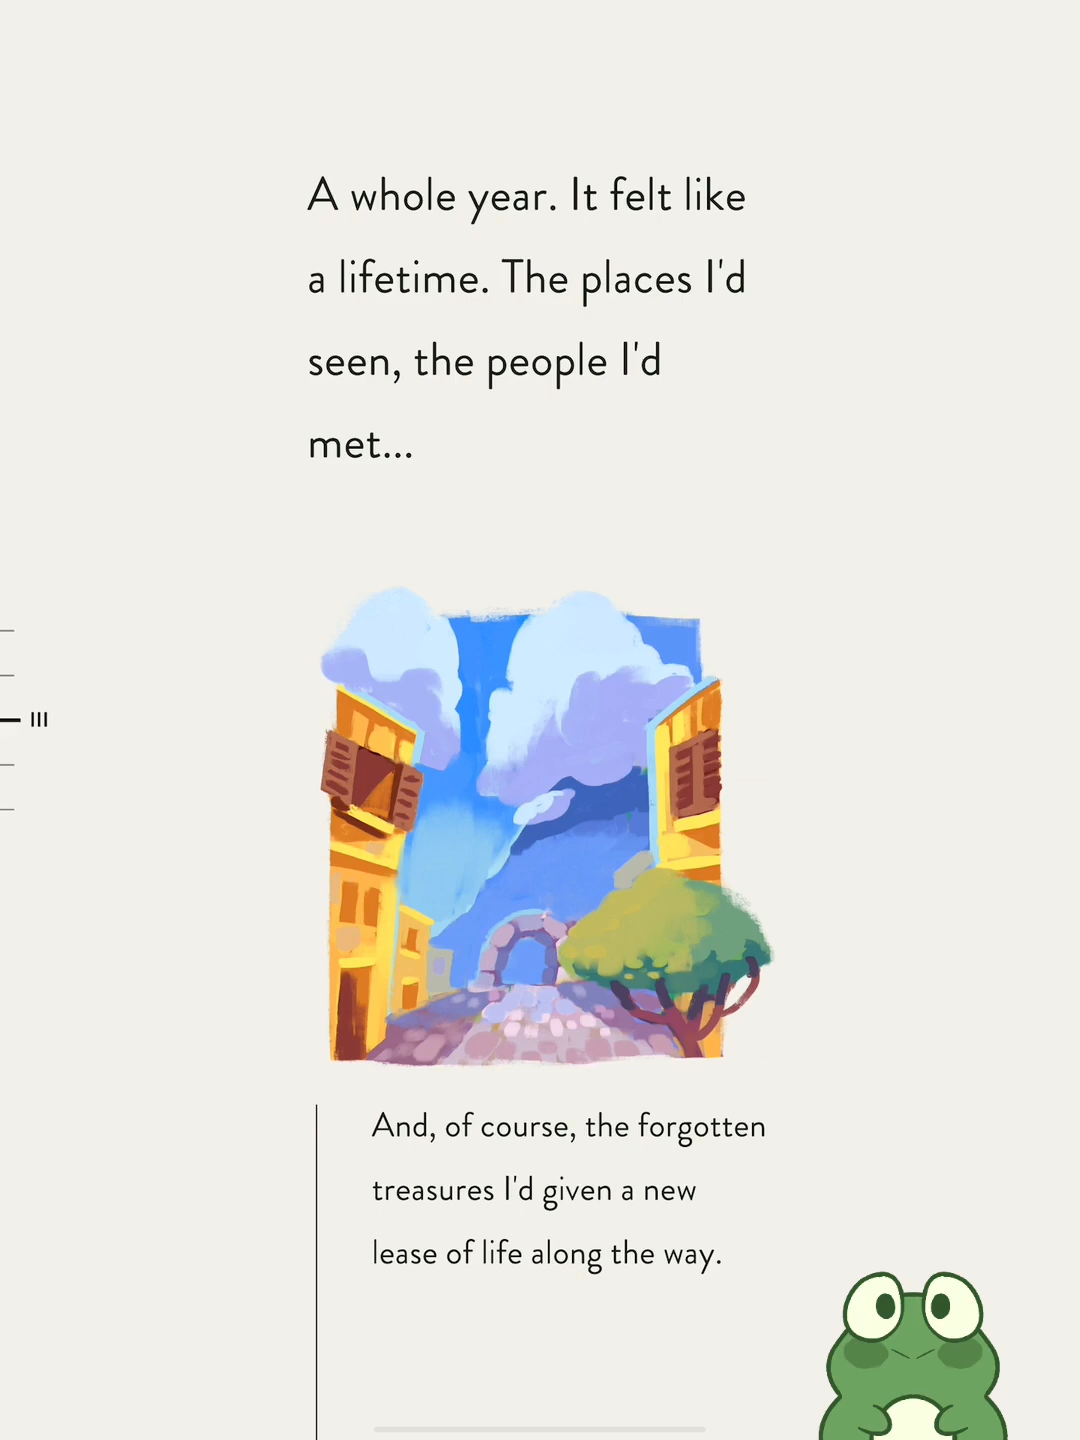 A whole year. It felt like
a lifetime. The places I'd
seen, the people I'd
met...
III
And, of course, the forgotten
treasures I'd given a new
lease of life along the way.